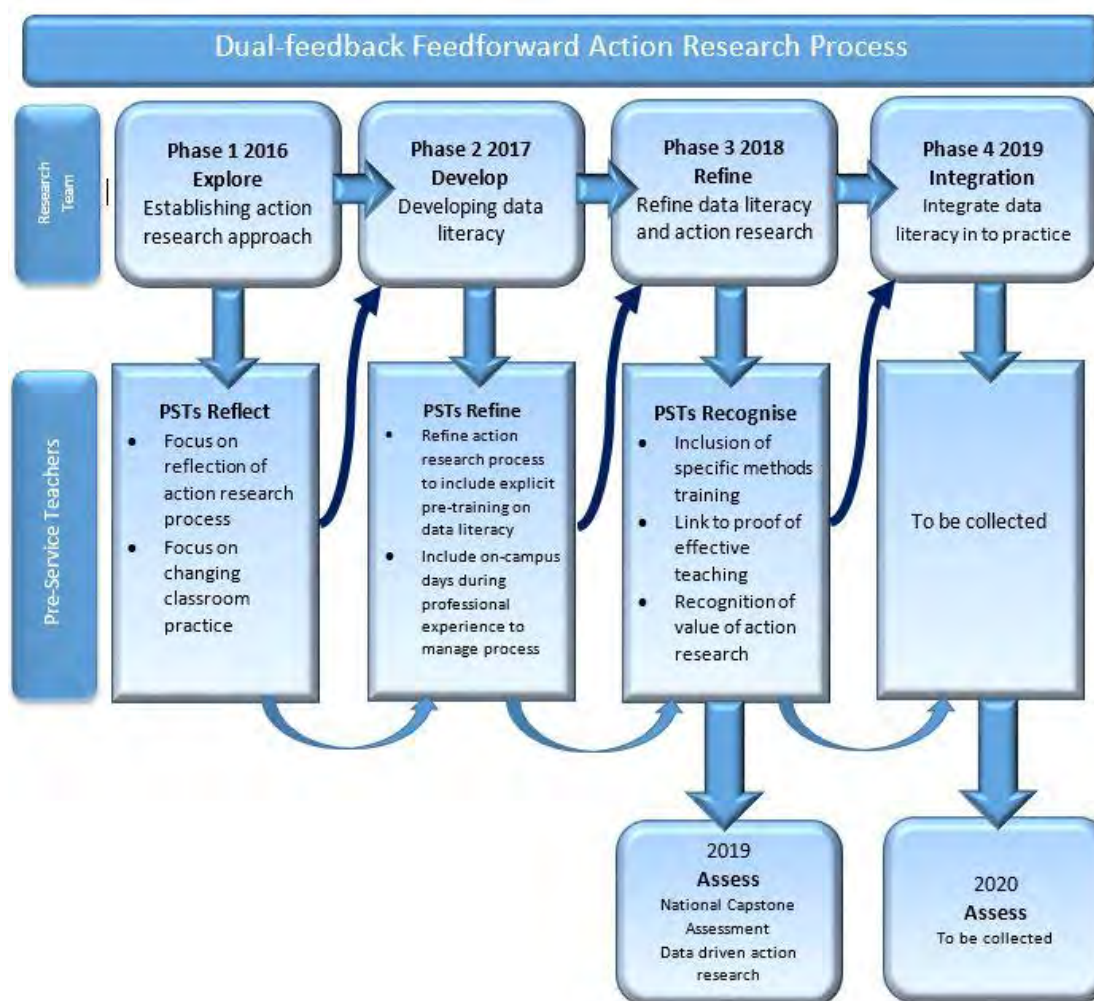 Dual-feedback Feedforward Action Research Process
Research
Team
Phase 1 2016
Explore
Establishing action
research approach
Phase 2 2017
Develop
Developing data
literacy
Phase 3 2018
Refine
Refine data literacy
and action research
Phase 4 2019
Integration
Integrate data
literacy in to practice
Pre-Service Teachers
PSTs Reflect
• Focus on
reflection of
action research
process
• Focus on
changing
classroom
practice
PSTs Refine
• Refine action
research process
to include explicit
pre-training on
data literacy
• Include on-campus
days during
professional
experience to
manage process
PSTs Recognise
• Inclusion of
specific methods
training
• Link to proof of
effective
teaching
• Recognition of
value of action
research
To be collected
2019
Assess
National Capstone
Assessment
Data driven action
research
2020
Assess
To be collected